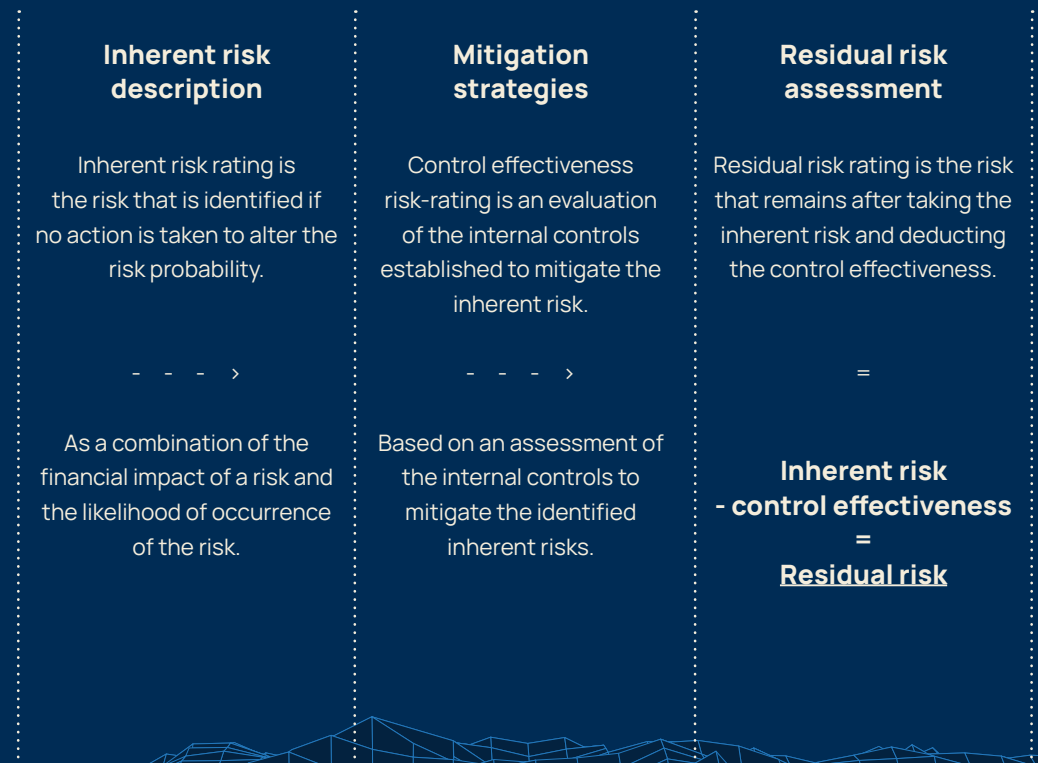 Inherent risk
description
Inherent risk rating is
the risk that is identified if
no action is taken to alter the
risk probability.
- - - >
As a combination of the
financial impact of a risk and
the likelihood of occurrence
of the risk.
Mitigation
strategies
Control effectiveness
risk-rating is an evaluation
of the internal controls
established to mitigate the
inherent risk.
- - - >
Based on an assessment of
the internal controls to
mitigate the identified
inherent risks.
Residual risk
assessment
Residual risk rating is the risk
that remains after taking the
inherent risk and deducting
the control effectiveness.
=
Inherent risk
- control effectiveness
=
Residual risk